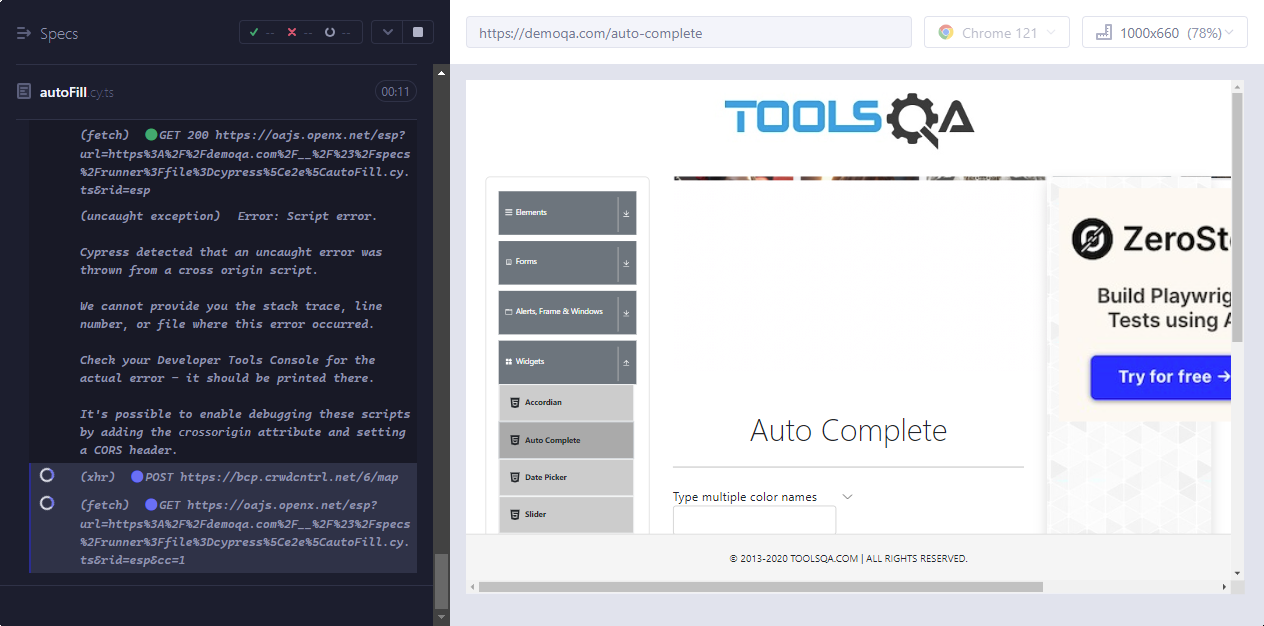 Specs
-- -- --
autoFill.cy.ts
00:11
(fetch) GET 200 https://oajs.openx.net/esp?
url=https%3A%2F%2Fdemoqa.com%2F__%2F%23%2Fspecs
%2Frunner%3Ffile%3Dcypress%5Ce2e%5CautoFill.cy.
ts&rid=esp
(uncaught exception) Error: Script error.
Cypress detected that an uncaught error was
thrown from a cross origin script.
We cannot provide you the stack trace, line
number, or file where this error occurred.
Check your Developer Tools Console for the
actual error - it should be printed there.
It's possible to enable debugging these scripts
by adding the crossorigin attribute and setting
a CORS header.
(xhr) POST https://bcp.crwdcntrl.net/6/map
(fetch) GET https://oajs.openx.net/esp?
url=https%3A%2F%2Fdemoqa.com%2F__%2F%23%2Fspecs
%2Frunner%3Ffile%3Dcypress%5Ce2e%5CautoFill.cy.
ts&rid=esp&cc=1
https://demoqa.com/auto-complete
Chrome 121
1000x660 (78%)
TOOLSQA
Elements
Forms
Alerts, Frame & Windows
Widgets
Accordian
Auto Complete
Date Picker
Slider
Auto Complete
Type multiple color names
ZeroSt
Build Playwrig
Tests using A
Try for free →
© 2013-2020 TOOLSQA.COM | ALL RIGHTS RESERVED.